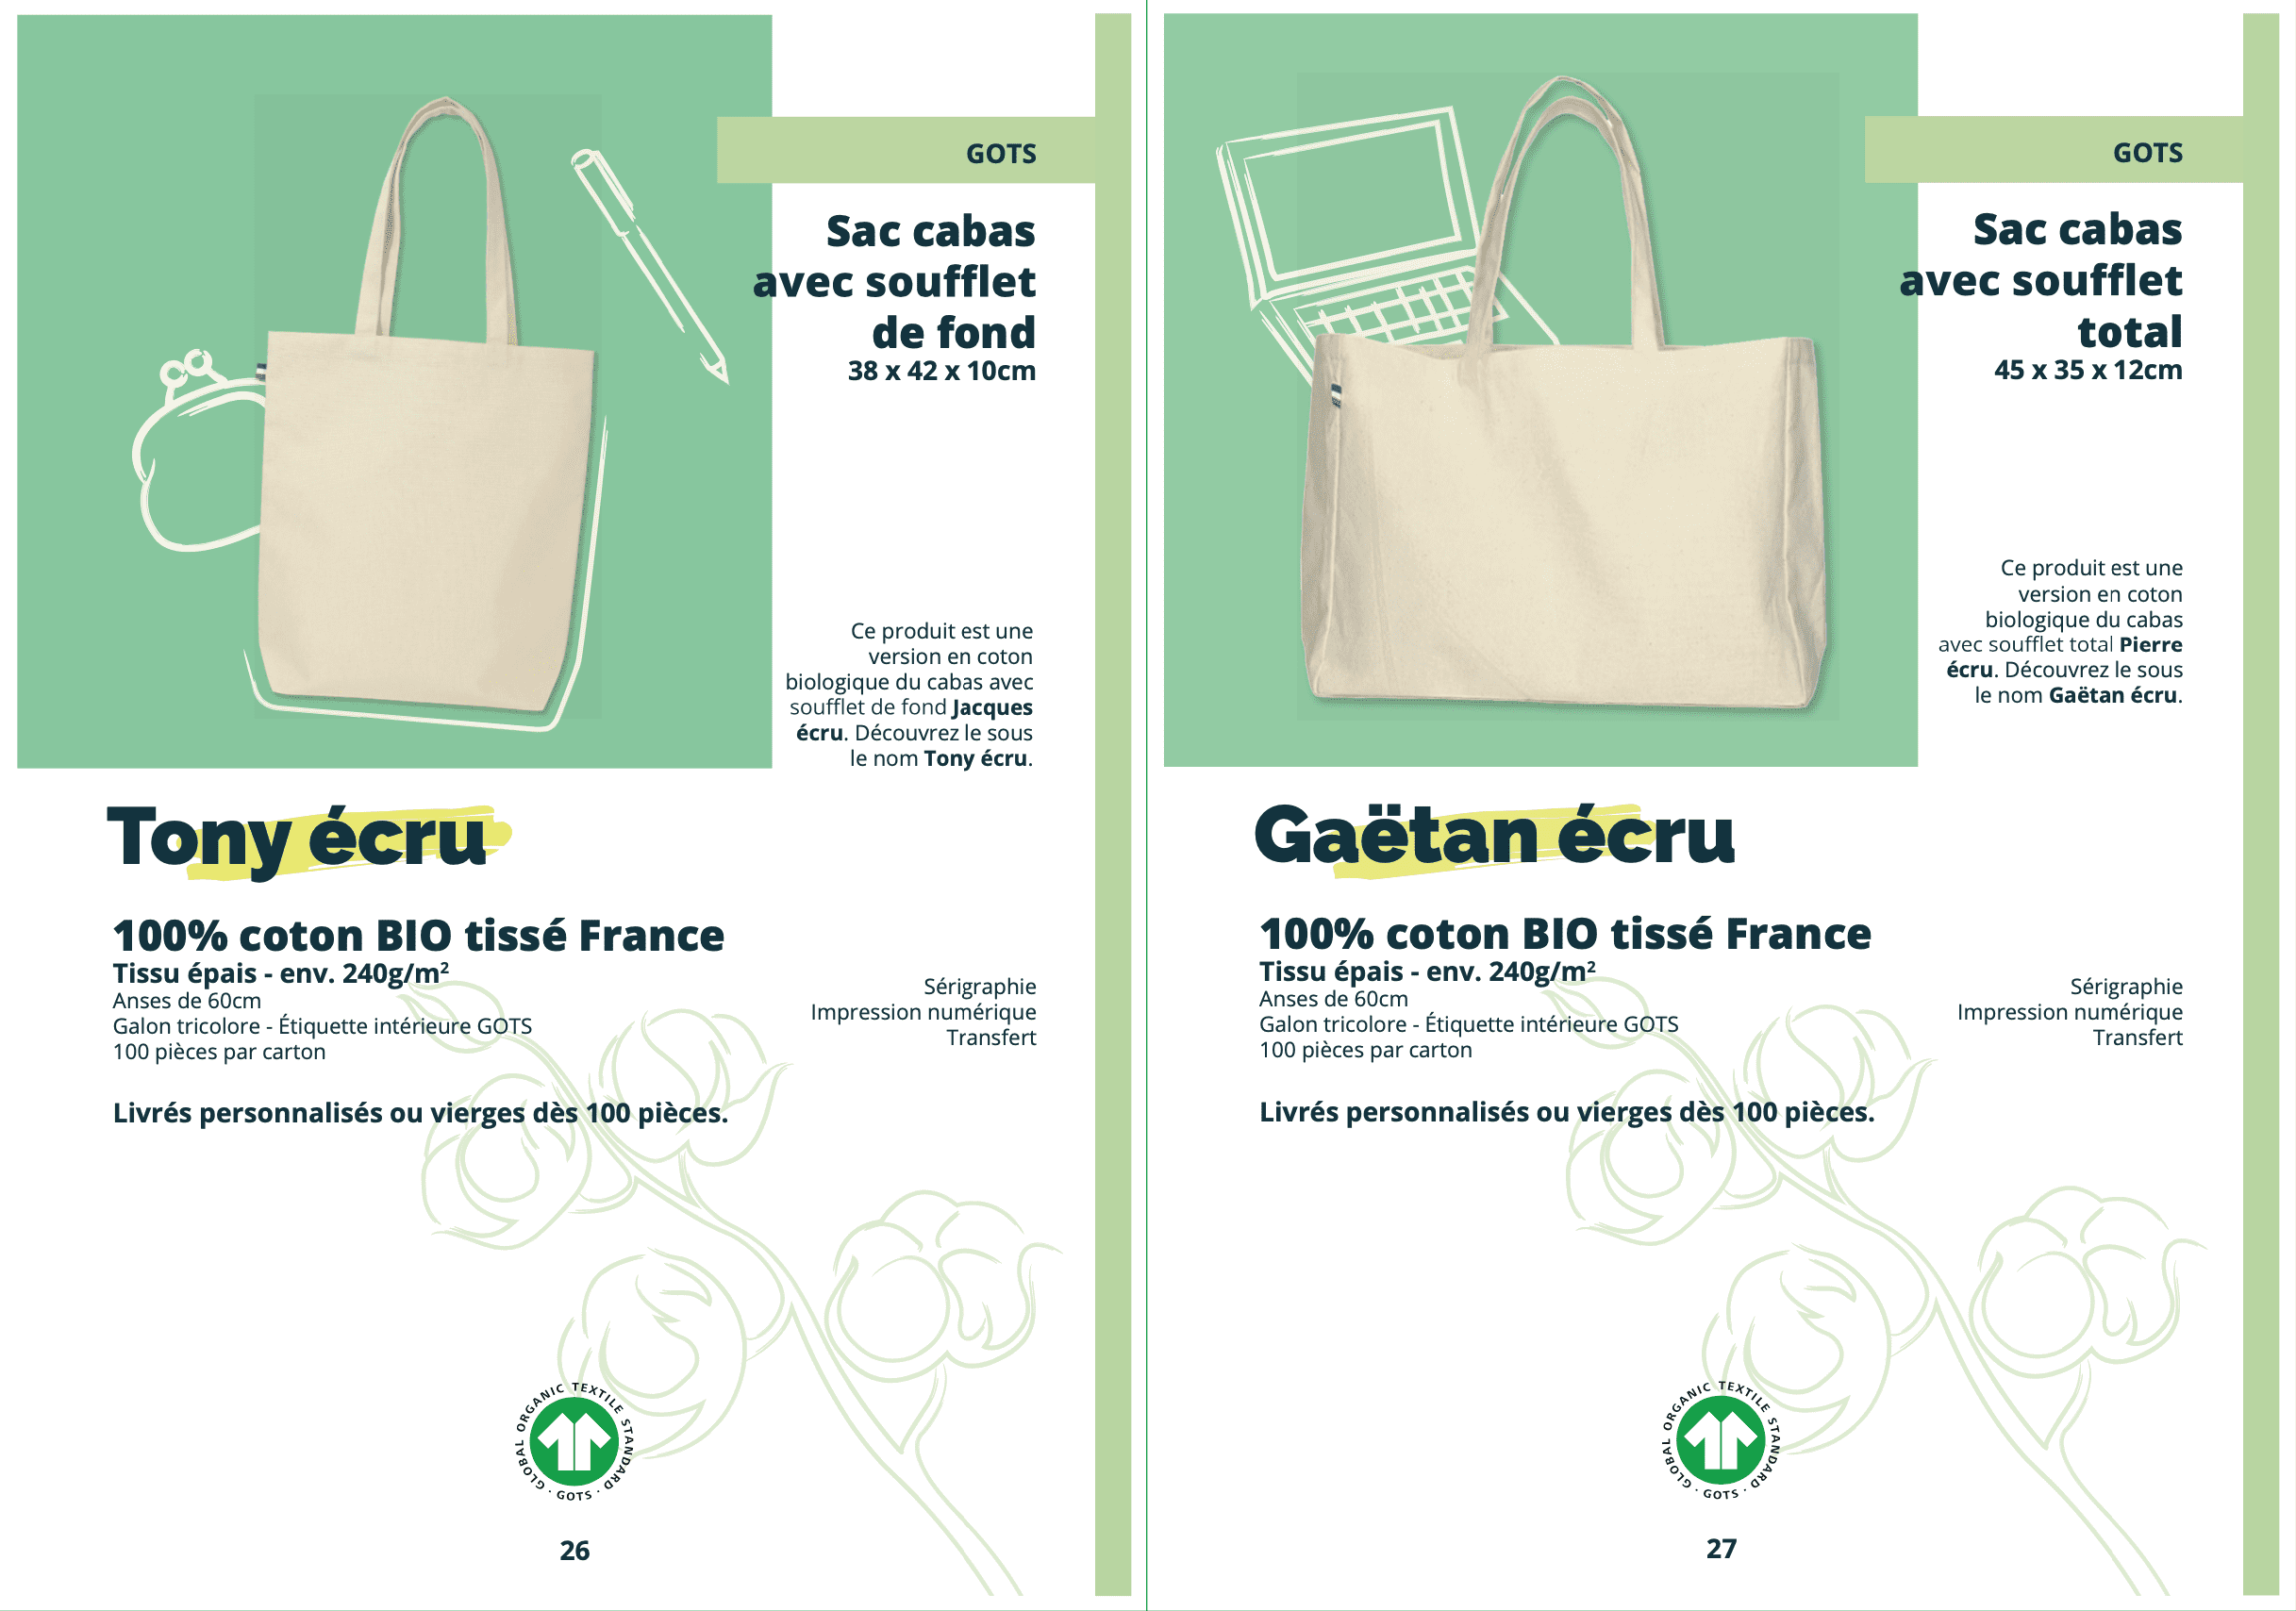 GOTS
Sac cabas
avec soufflet
de fond
38 x 42 x 10cm
Ce produit est une
version en coton
biologique du cabas avec
soufflet de fond Jacques
écru. Découvrez le sous
le nom Tony écru.
Tony écru
100% coton BIO tissé France
Tissu épais - env. 240g/m²
Anses de 60cm
Galon tricolore - Étiquette intérieure GOTS
100 pièces par carton
Sérigraphie
Impression numérique
Transfert
Livrés personnalisés ou vierges dès 100 pièces.
GLOBAL ORGANIC TEXTILE STANDARD · GOTS ·
26
GOTS
Sac cabas
avec soufflet
total
45 x 35 x 12cm
Ce produit est une
version en coton
biologique du cabas
avec soufflet total Pierre
écru. Découvrez le sous
le nom Gaëtan écru.
Gaëtan écru
100% coton BIO tissé France
Tissu épais - env. 240g/m²
Anses de 60cm
Galon tricolore - Étiquette intérieure GOTS
100 pièces par carton
Sérigraphie
Impression numérique
Transfert
Livrés personnalisés ou vierges dès 100 pièces.
GLOBAL ORGANIC TEXTILE STANDARD · GOTS ·
27